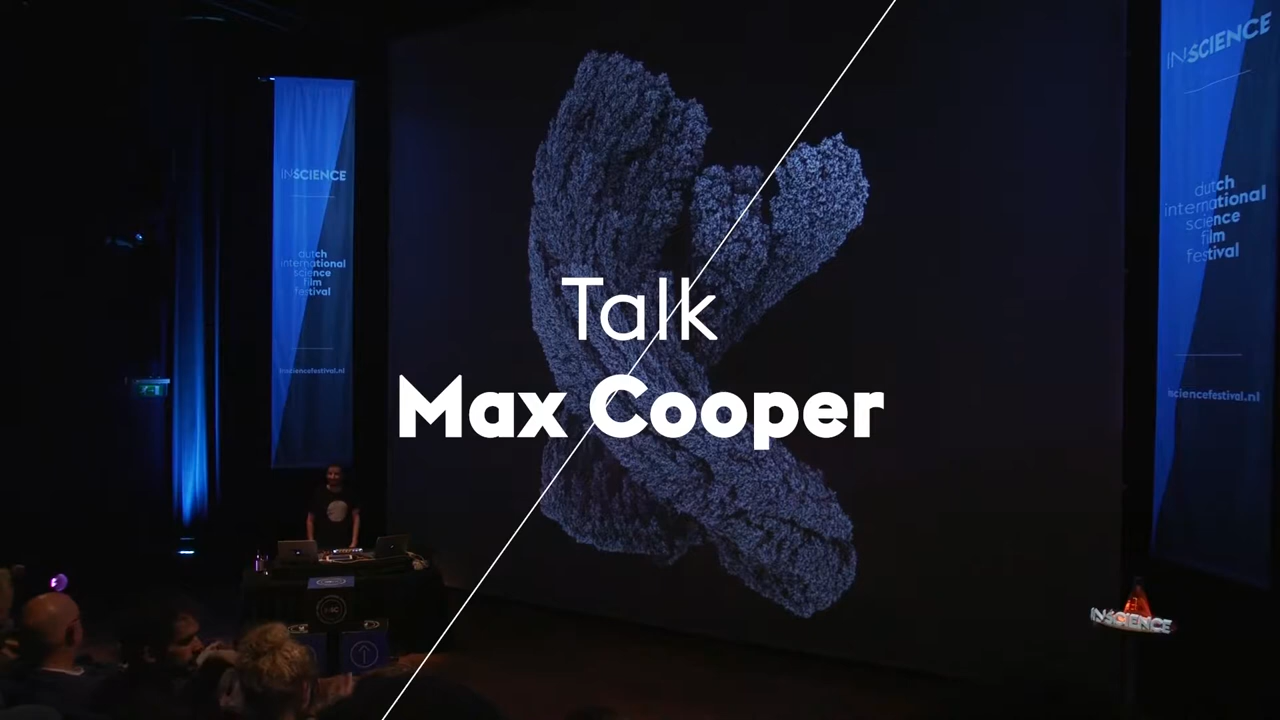 INSCIENCE
dutch
international
science
film
festival
insciencefestival.nl
Talk
Max Cooper
INSCIENCE
dutch
international
science
film
festival
insciencefestival.nl
INSCIENCE